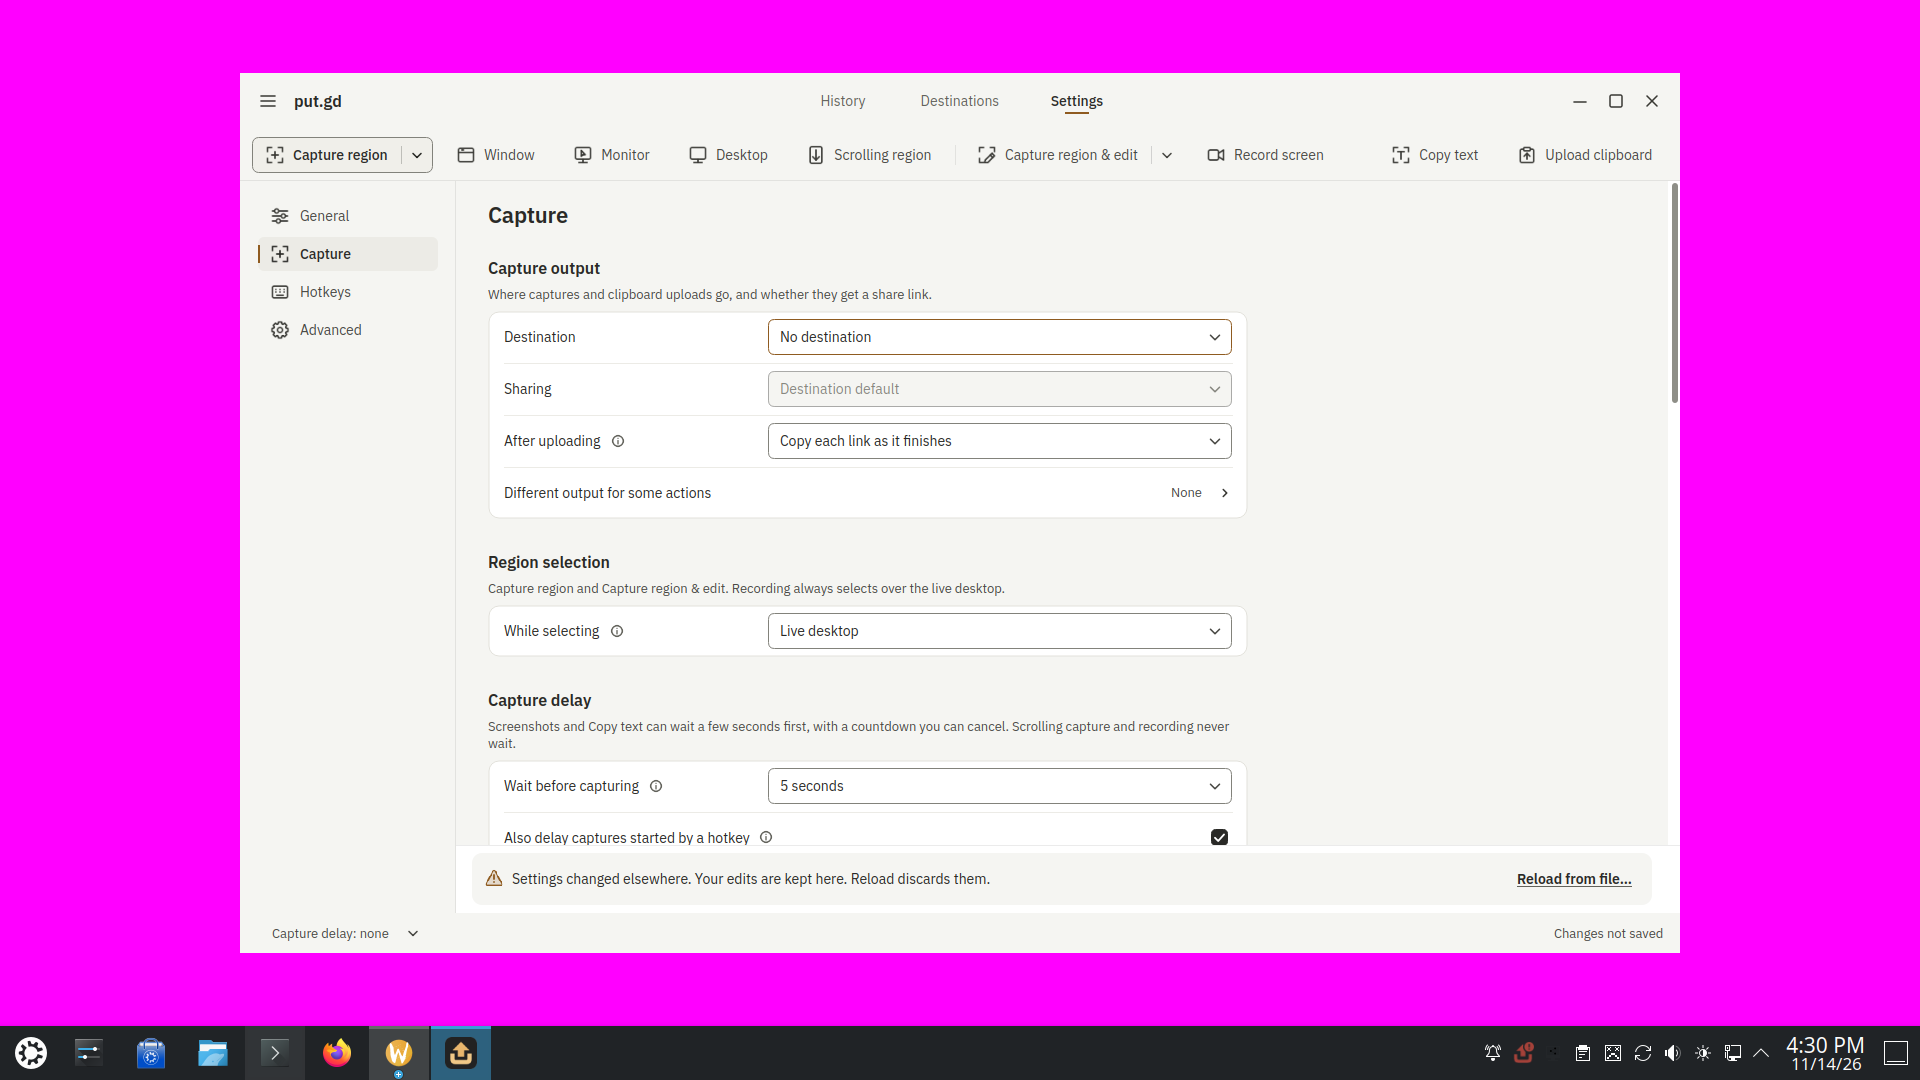 put.gd
History
Destinations
Settings
Capture region
Window
Monitor
Desktop
Scrolling region
Capture region & edit
Record screen
Copy text
Upload clipboard
General
Capture
Hotkeys
Advanced
Capture
Capture output
Where captures and clipboard uploads go, and whether they get a share link.
Destination
No destination
Sharing
Destination default
After uploading
Copy each link as it finishes
Different output for some actions
None
Region selection
Capture region and Capture region & edit. Recording always selects over the live desktop.
While selecting
Live desktop
Capture delay
Screenshots and Copy text can wait a few seconds first, with a countdown you can cancel. Scrolling capture and recording never
wait.
Wait before capturing
5 seconds
Also delay captures started by a hotkey
Settings changed elsewhere. Your edits are kept here. Reload discards them.
Reload from file...
Capture delay: none
Changes not saved
4:30 PM
11/14/26